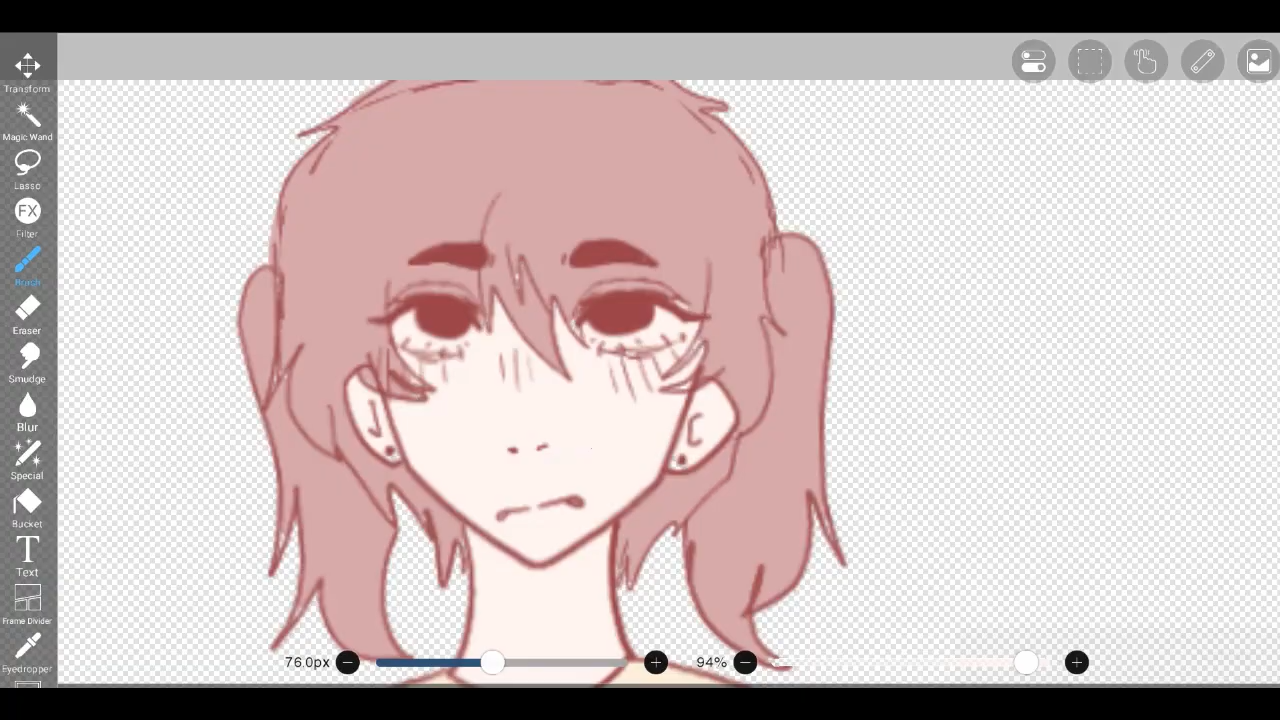 Transform
Magic Wand
Lasso
FX
Filter
Brush
Eraser
Smudge
Blur
Special
Bucket
T
Text
Frame Divider
Eyedropper
76.0px
94%